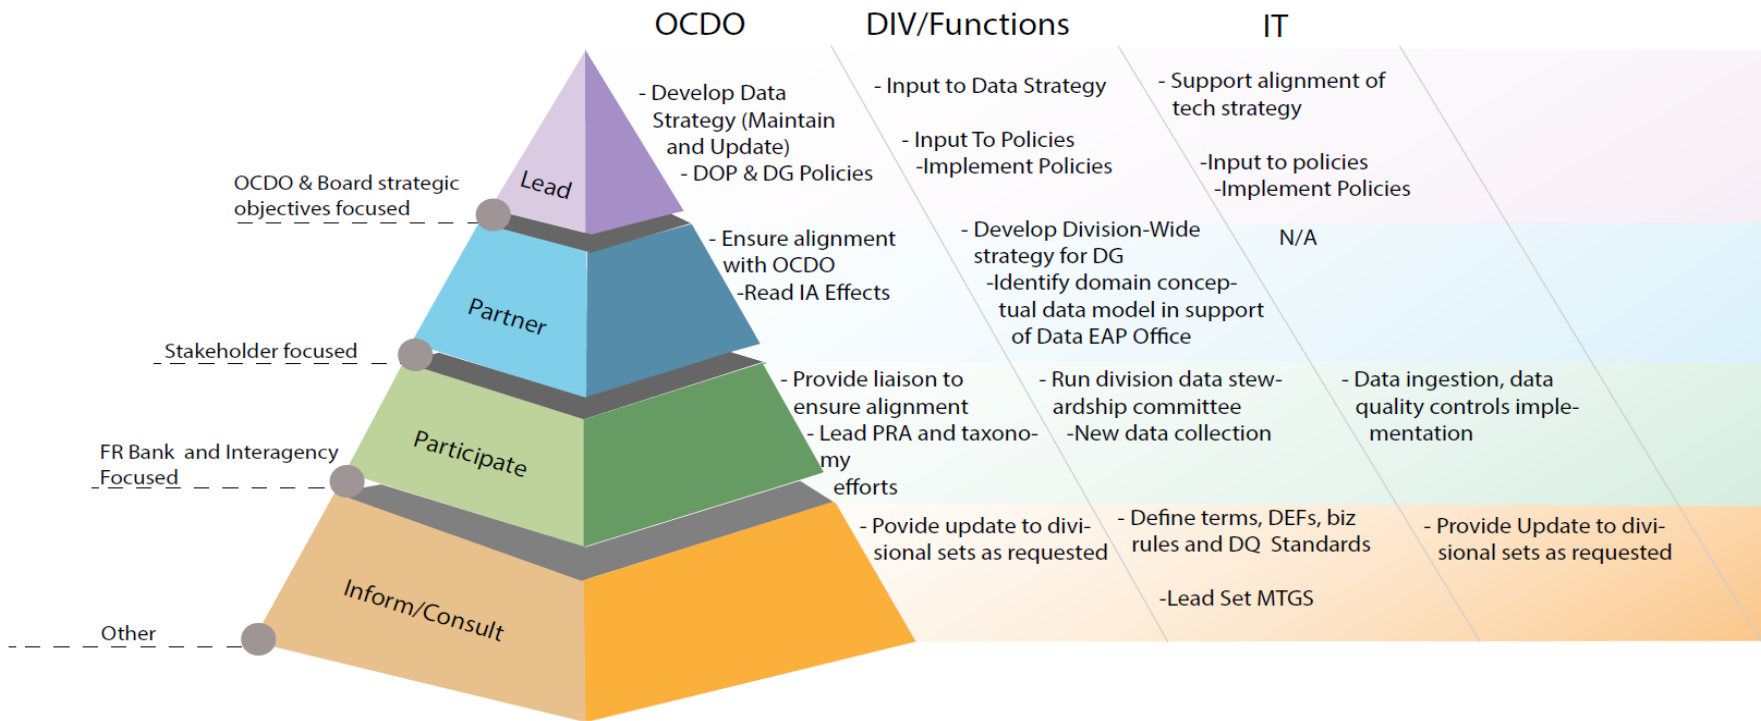 OCDO
DIV/Functions
IT
OCDO & Board strategic
objectives focused
Lead
- Develop Data
Strategy (Maintain
and Update)
- DOP & DG Policies
- Input to Data Strategy
- Input To Policies
-Implement Policies
- Support alignment of
tech strategy
-Input to policies
-Implement Policies
Stakeholder focused
Partner
- Ensure alignment
with OCDO
-Read IA Effects
- Develop Division-Wide
strategy for DG
-Identify domain concep-
tual data model in support
of Data EAP Office
N/A
FR Bank and Interagency
Focused
Participate
- Provide liaison to
ensure alignment
- Lead PRA and taxono-
my
efforts
- Run division data stew-
ardship committee
-New data collection
- Data ingestion, data
quality controls imple-
mentation
Other
Inform/Consult
- Povide update to divi-
sional sets as requested
- Define terms, DEFs, biz
rules and DQ Standards
-Lead Set MTGS
- Provide Update to divi-
sional sets as requested